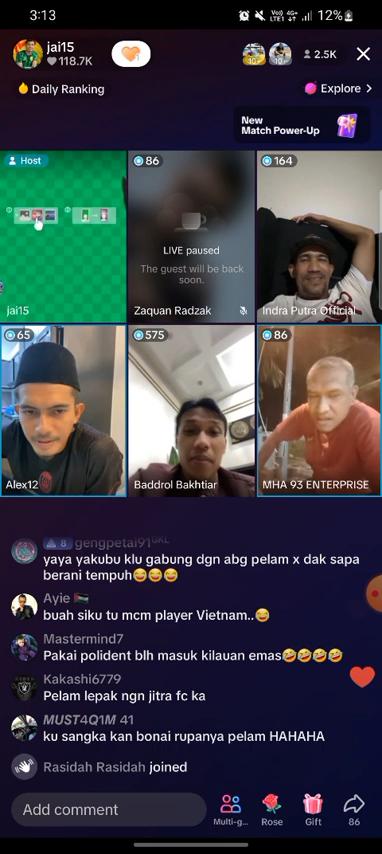 3:13
Vo))
LTE1
4G+
12%
jai15
118.7K
2.5K
Daily Ranking
Explore >
New
Match Power-Up
Host
86
164
LIVE paused
The guest will be back
soon.
jai15
Zaquan Radzak
Indra Putra Official
65
575
86
Alex12
Baddrol Bakhtiar
MHA 93 ENTERPRISE
8 gengpetai91
yaya yakubu klu gabung dgn abg pelam x dak sapa
berani tempuh😂😂😂
Ayie 🇵🇸
buah siku tu mcm player Vietnam..😂
Mastermind7
Pakai polident blh masuk kilauan emas🤣🤣🤣🤣
Kakashi6779
Pelam lepak ngn jitra fc ka
MUST4Q1M 41
ku sangka kan bonai rupanya pelam HAHAHA
Rasidah Rasidah joined
Add comment
Multi-g...
Rose
Gift
86